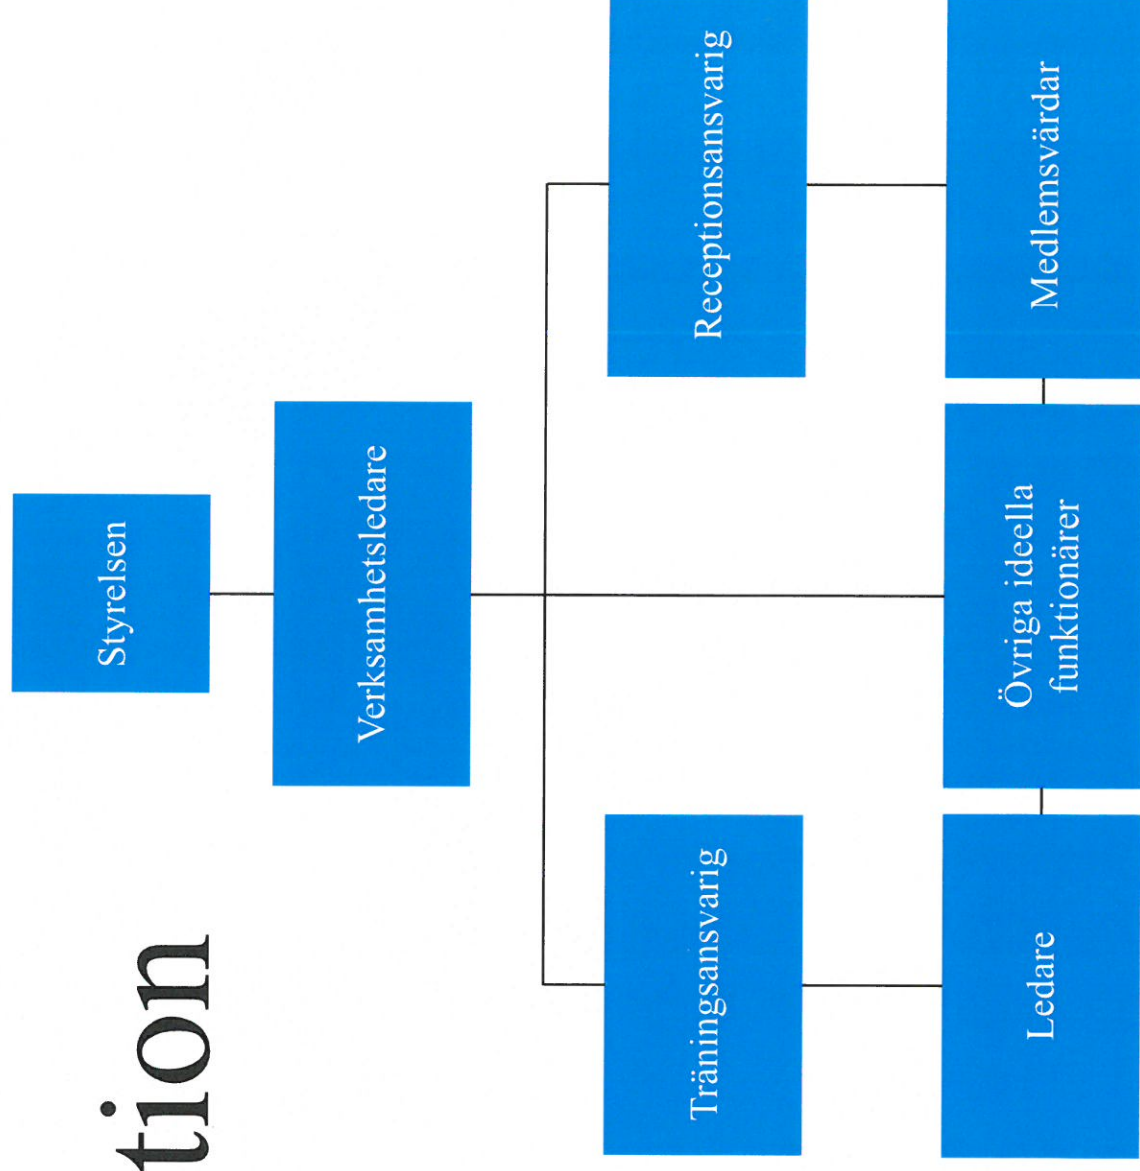 tion
Styrelsen
Verksamhetsledare
Träningsansvarig
Receptionsansvarig
Ledare
Övriga ideella
funktionärer
Medlemsvärdar